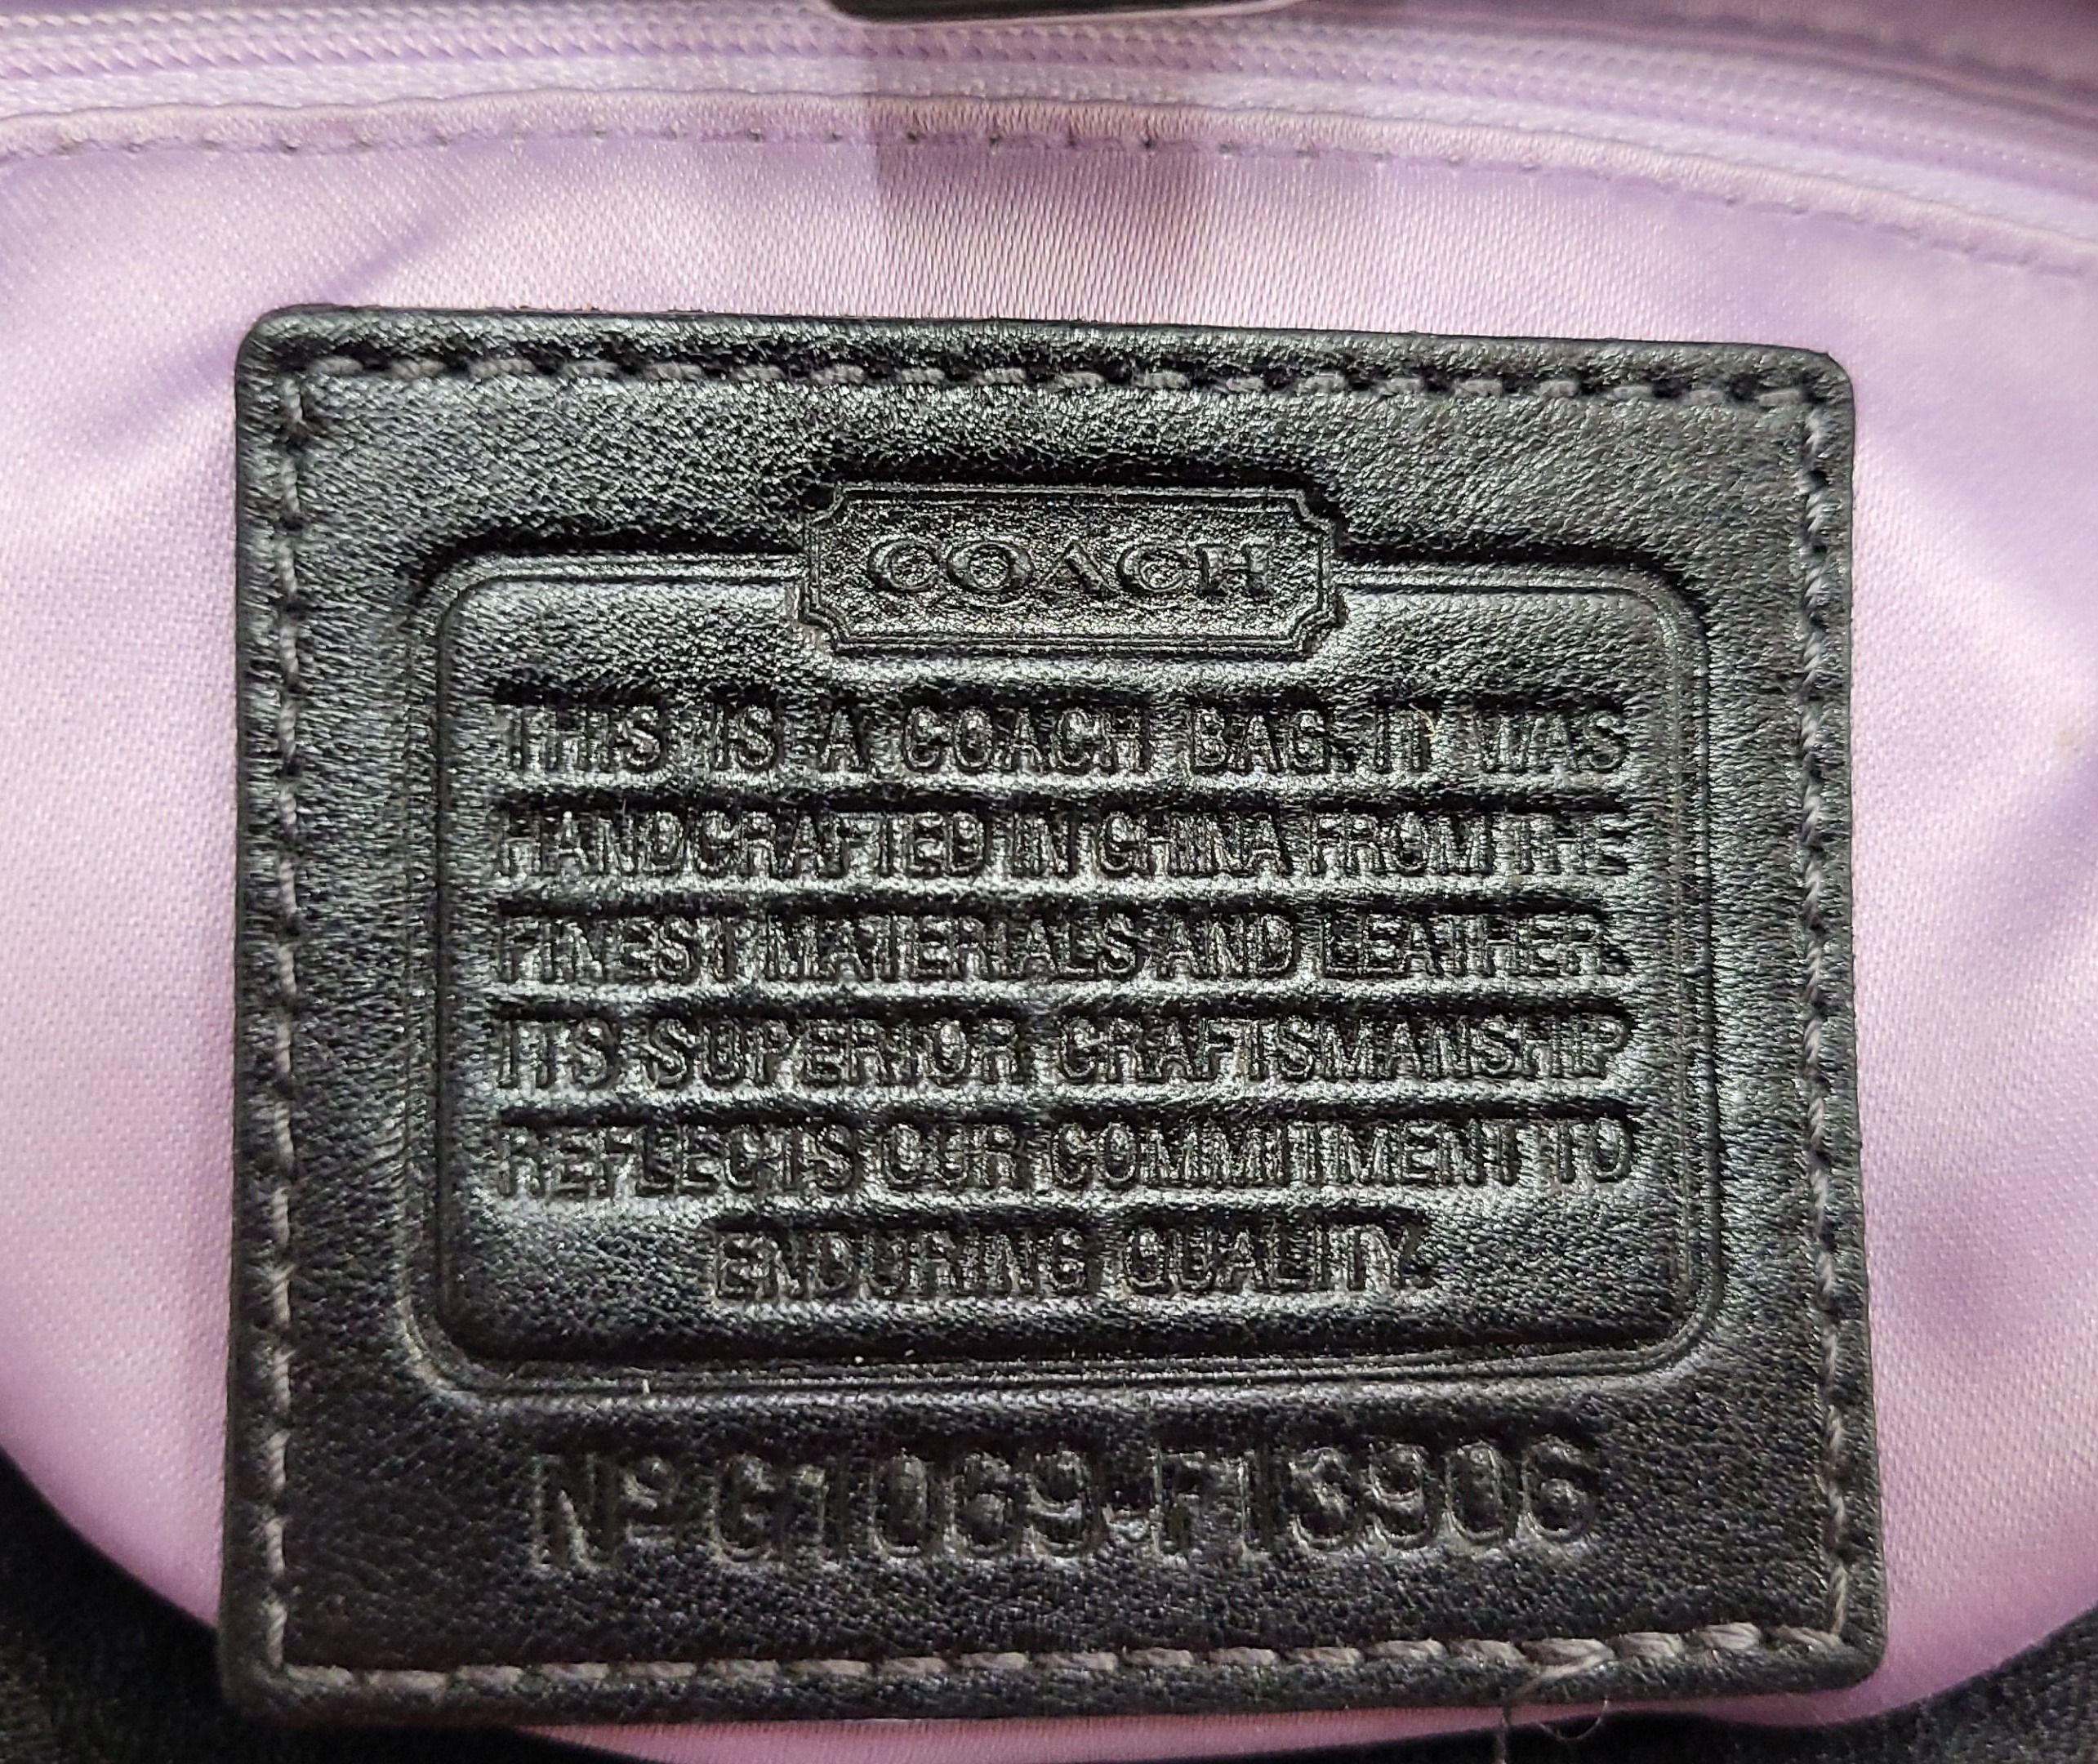 COACH
THIS IS A COACH BAG. IT WAS
HANDCRAFTED IN CHINA FROM THE
FINEST MATERIALS AND LEATHER.
ITS SUPERIOR CRAFTSMANSHIP
REFLECTS OUR COMMITMENT TO
ENDURING QUALITY.
Nº G1069-F13906